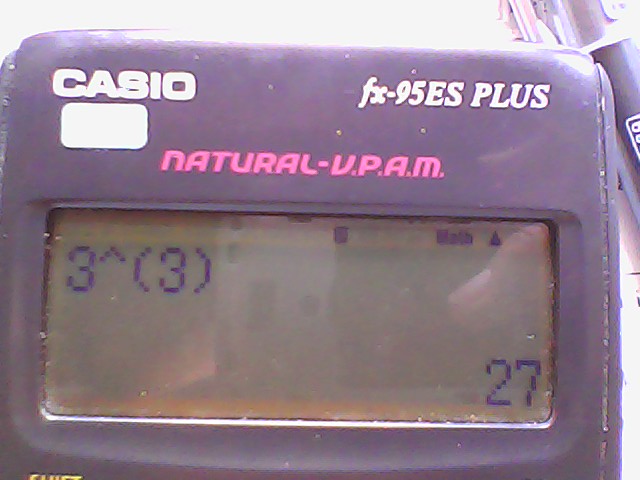 CASIO
fx-95ES PLUS
NATURAL-V.P.A.M.
Math ▲
3^(3)
27